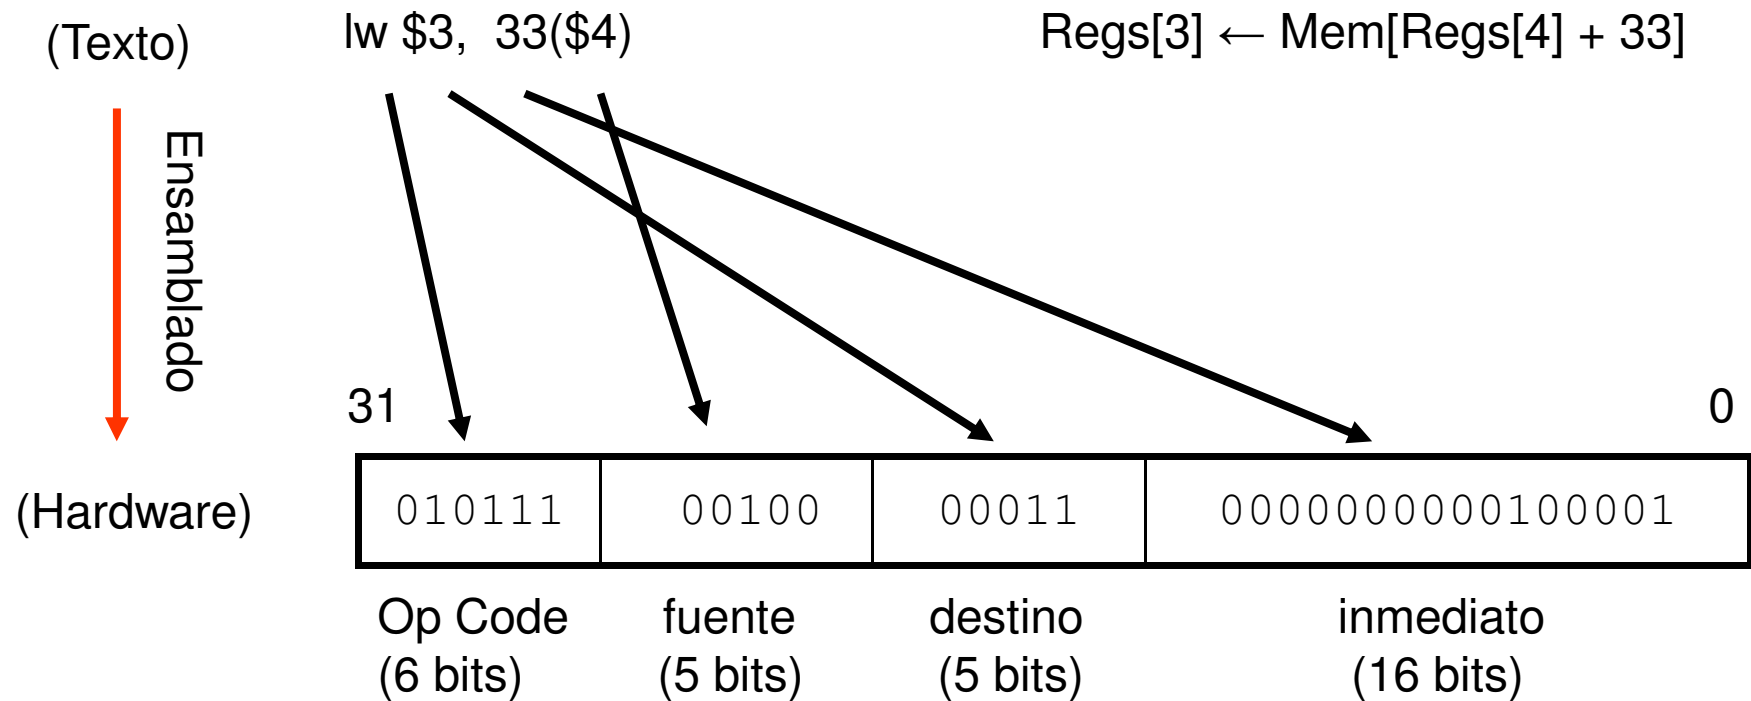 (Texto)
lw $3, 33($4)
Regs[3] ← Mem[Regs[4] + 33]
Ensamblado
31
0
(Hardware)
010111 00100 00011 0000000000100001
Op Code fuente destino inmediato
(6 bits) (5 bits) (5 bits) (16 bits)